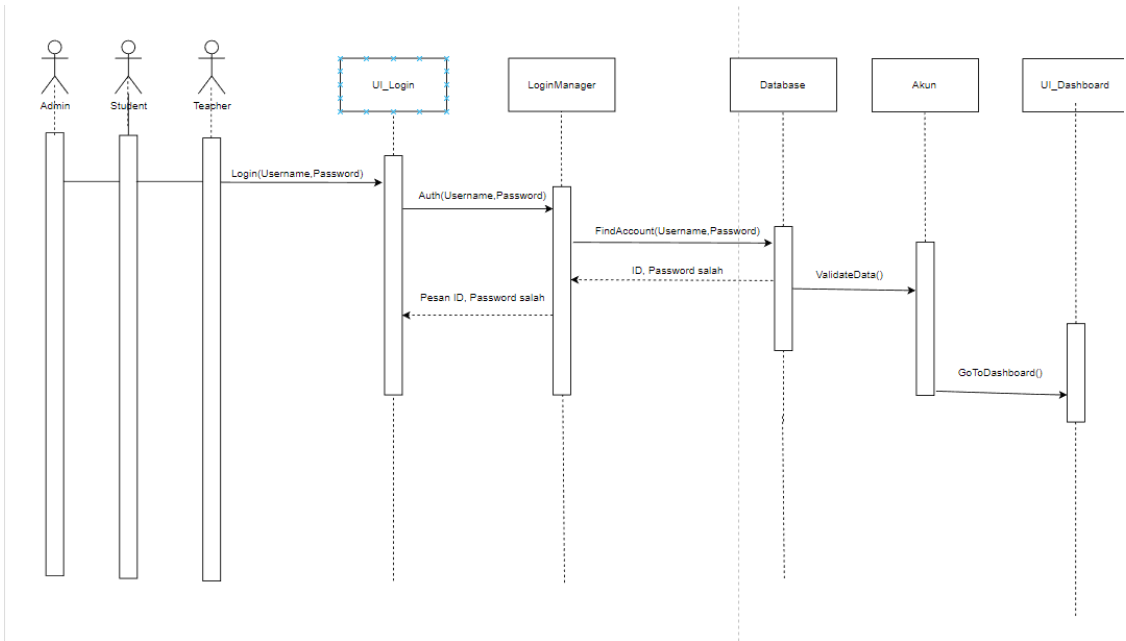 UI_Login
LoginManager
Database
Akun
UI_Dashboard
Admin
Student
Teapher
Login(Username,Password)
Auth(Username,Password)
FindAccount(Username,Password)
ID, Password salah
ValidateData()
Pesan ID, Password salah
GoToDashboard()